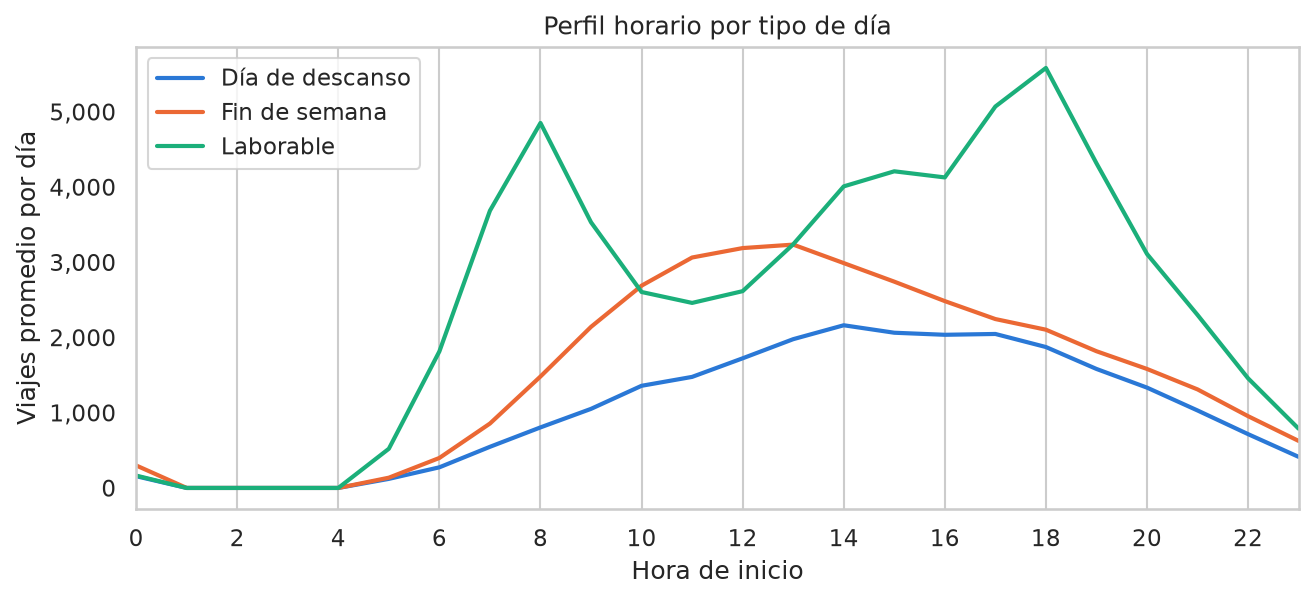 Perfil horario por tipo de día
Día de descanso
Fin de semana
Laborable
Viajes promedio por día
5,000
4,000
3,000
2,000
1,000
0
0 2 4 6 8 10 12 14 16 18 20 22
Hora de inicio